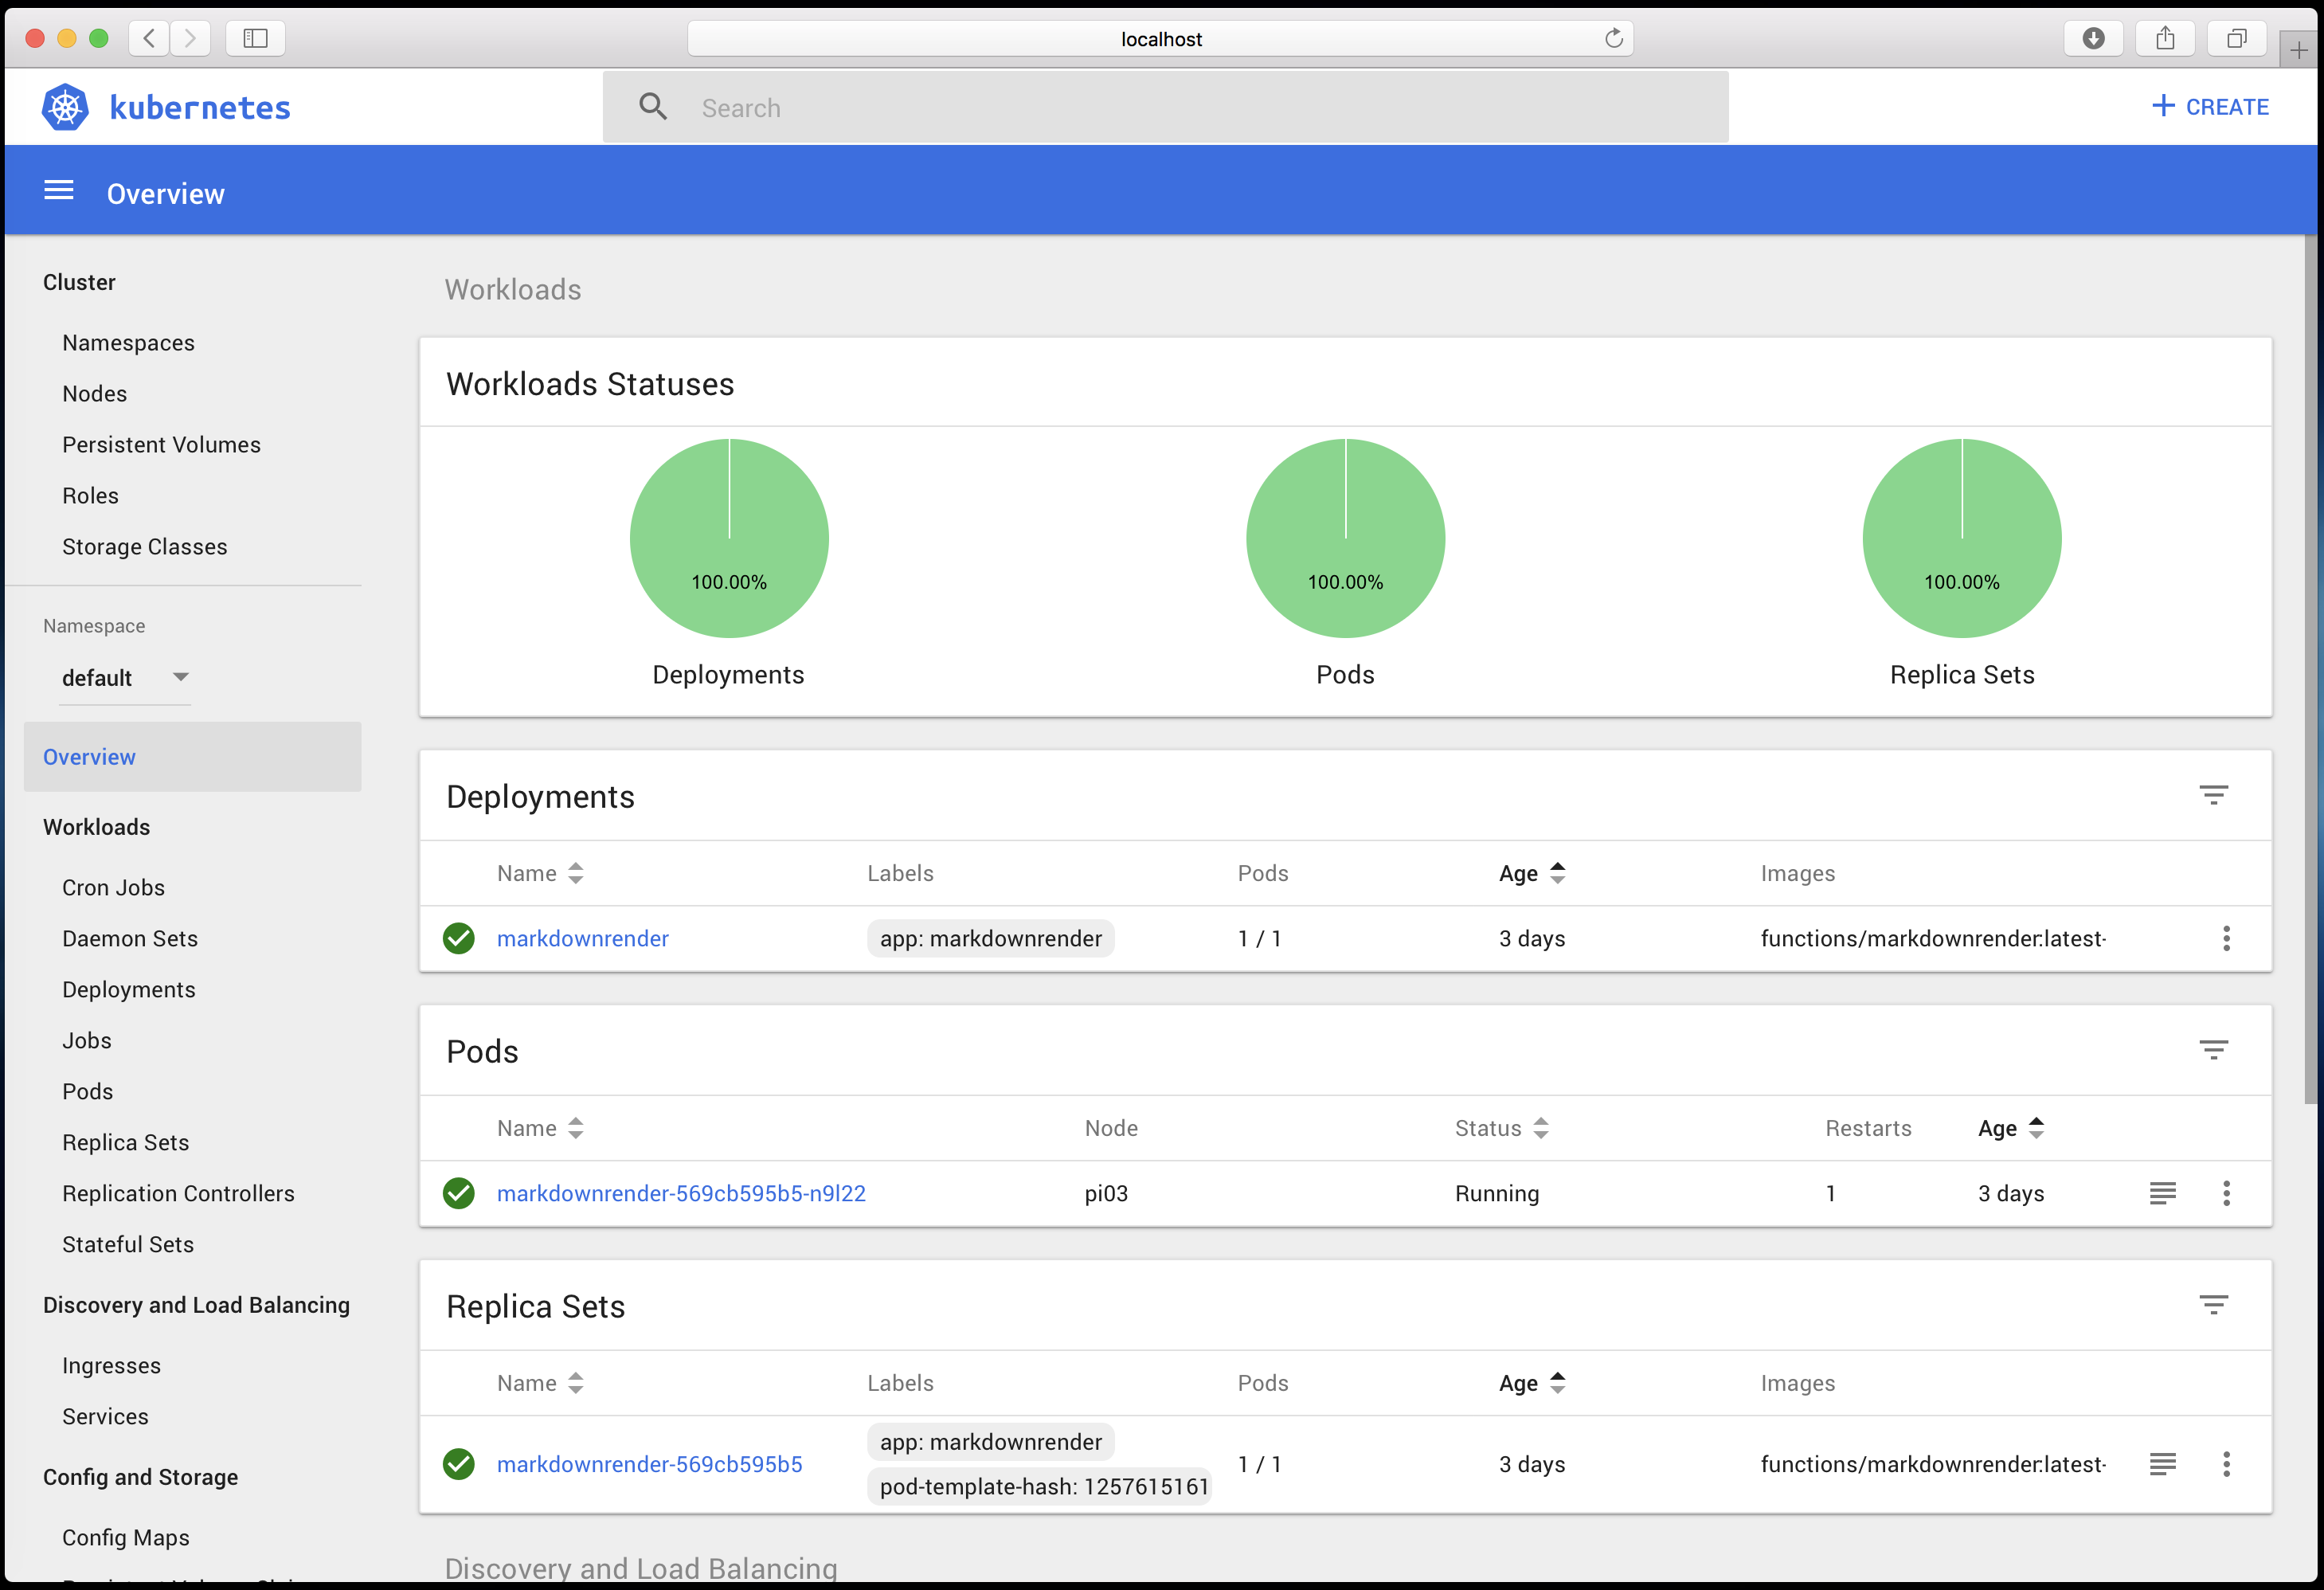 localhost
kubernetes
Search
CREATE
Overview
Cluster
Namespaces
Nodes
Persistent Volumes
Roles
Storage Classes
Namespace
default
Overview
Workloads
Cron Jobs
Daemon Sets
Deployments
Jobs
Pods
Replica Sets
Replication Controllers
Stateful Sets
Discovery and Load Balancing
Ingresses
Services
Config and Storage
Config Maps
Workloads
Workloads Statuses
100.00% 100.00% 100.00%
Deployments Pods Replica Sets
Deployments
Name Labels Pods Age Images
markdownrender app: markdownrender 1 / 1 3 days functions/markdownrender:latest-
Pods
Name Node Status Restarts Age
markdownrender-569cb595b5-n9l22 pi03 Running 1 3 days
Replica Sets
Name Labels Pods Age Images
app: markdownrender
markdownrender-569cb595b5 1 / 1 3 days functions/markdownrender:latest-
pod-template-hash: 1257615161
Discovery and Load Balancing